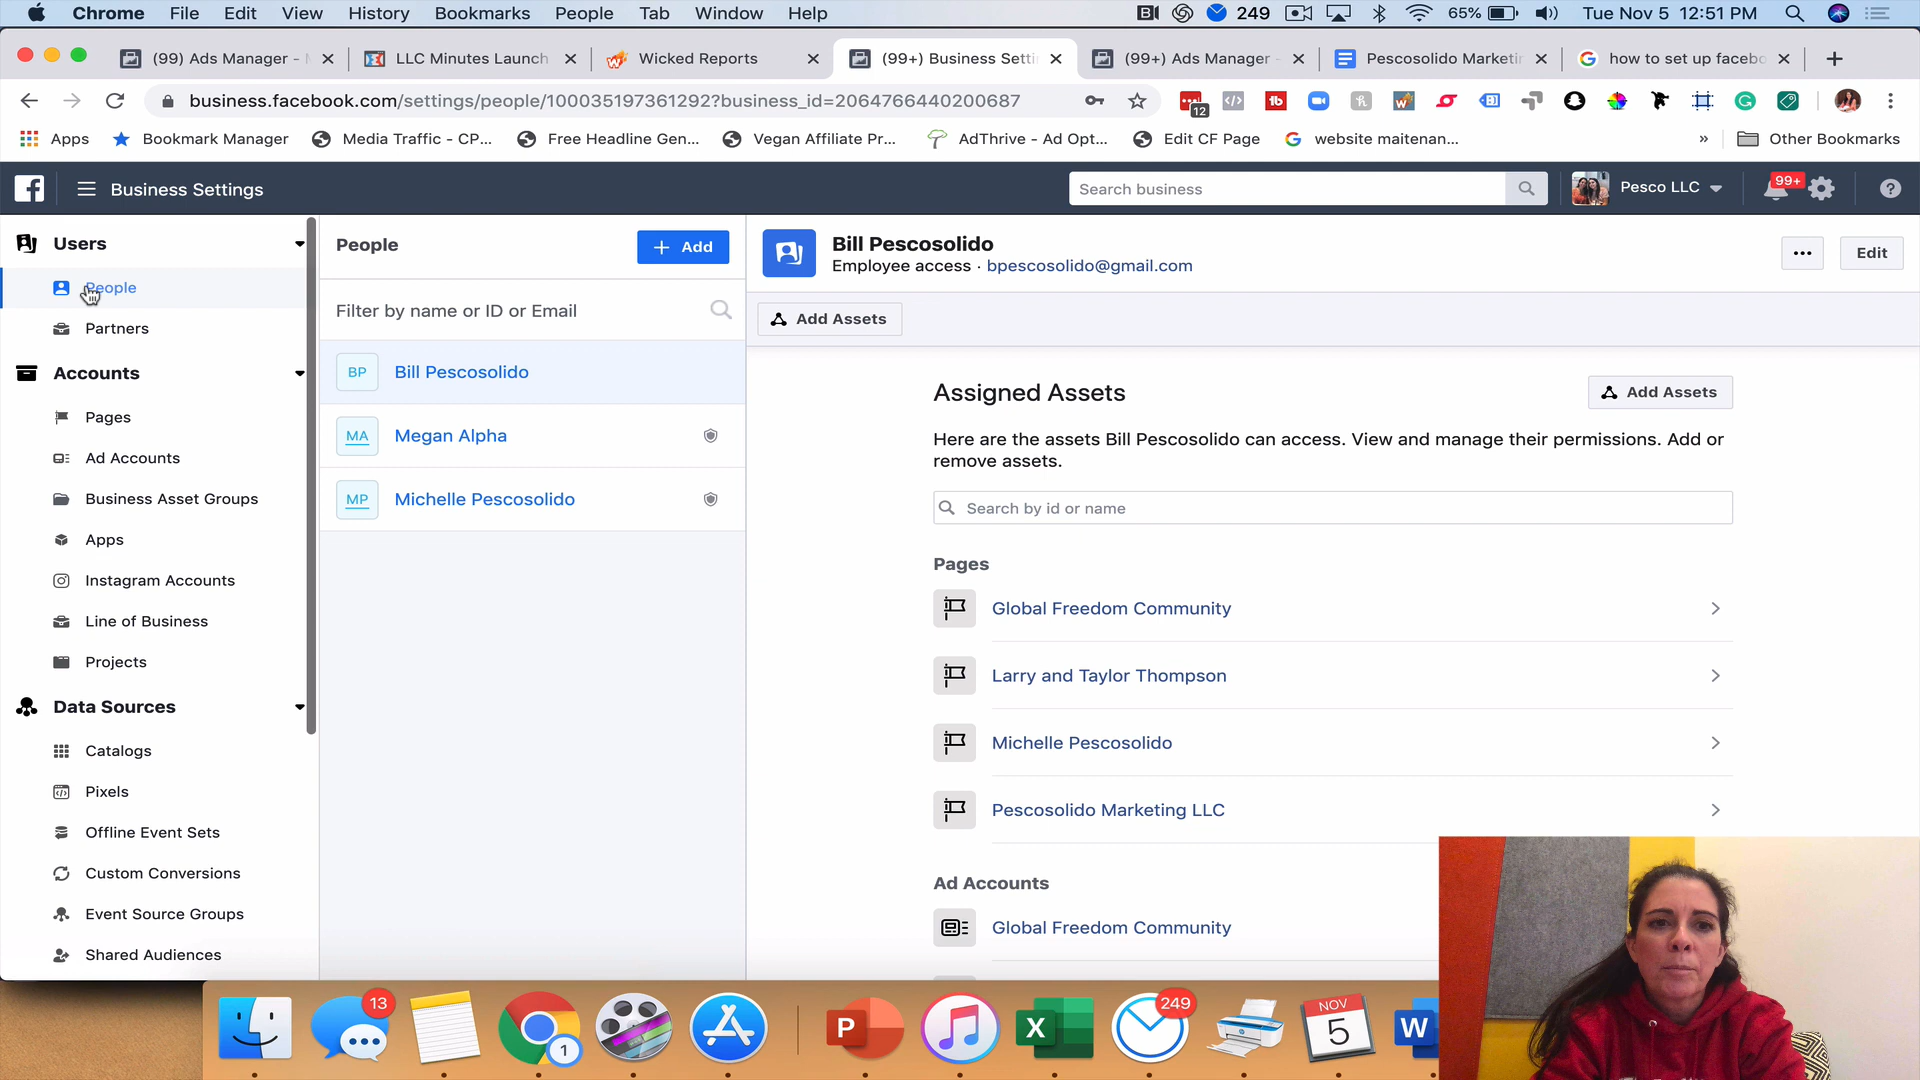 Chrome File Edit View History Bookmarks People Tab Window Help 249 65% Tue Nov 5 12:51 PM
(99) Ads Manager - LLC Minutes Launch Wicked Reports (99+) Business Setti (99+) Ads Manager - Pescosolido Marketin how to set up facebo
business.facebook.com/settings/people/100035197361292?business_id=2064766440200687 12
Apps Bookmark Manager Media Traffic - CP... Free Headline Gen... Vegan Affiliate Pr... AdThrive - Ad Opt... Edit CF Page website maitenan... » Other Bookmarks
Business Settings Search business Pesco LLC 99+
Users
People
Partners
Accounts
Pages
Ad Accounts
Business Asset Groups
Apps
Instagram Accounts
Line of Business
Projects
Data Sources
Catalogs
Pixels
Offline Event Sets
Custom Conversions
Event Source Groups
Shared Audiences
People + Add
Filter by name or ID or Email
BP Bill Pescosolido
MA Megan Alpha
MP Michelle Pescosolido
Bill Pescosolido
Employee access · bpescosolido@gmail.com
... Edit
Add Assets
Assigned Assets Add Assets
Here are the assets Bill Pescosolido can access. View and manage their permissions. Add or
remove assets.
Search by id or name
Pages
Global Freedom Community
Larry and Taylor Thompson
Michelle Pescosolido
Pescosolido Marketing LLC
Ad Accounts
Global Freedom Community
13 1 P X 249 NOV 5 W